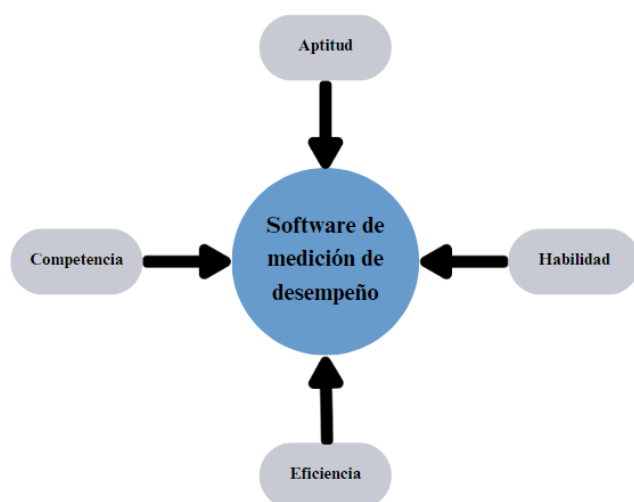 Aptitud
Software de
medición de
desempeño
Competencia
Habilidad
Eficiencia